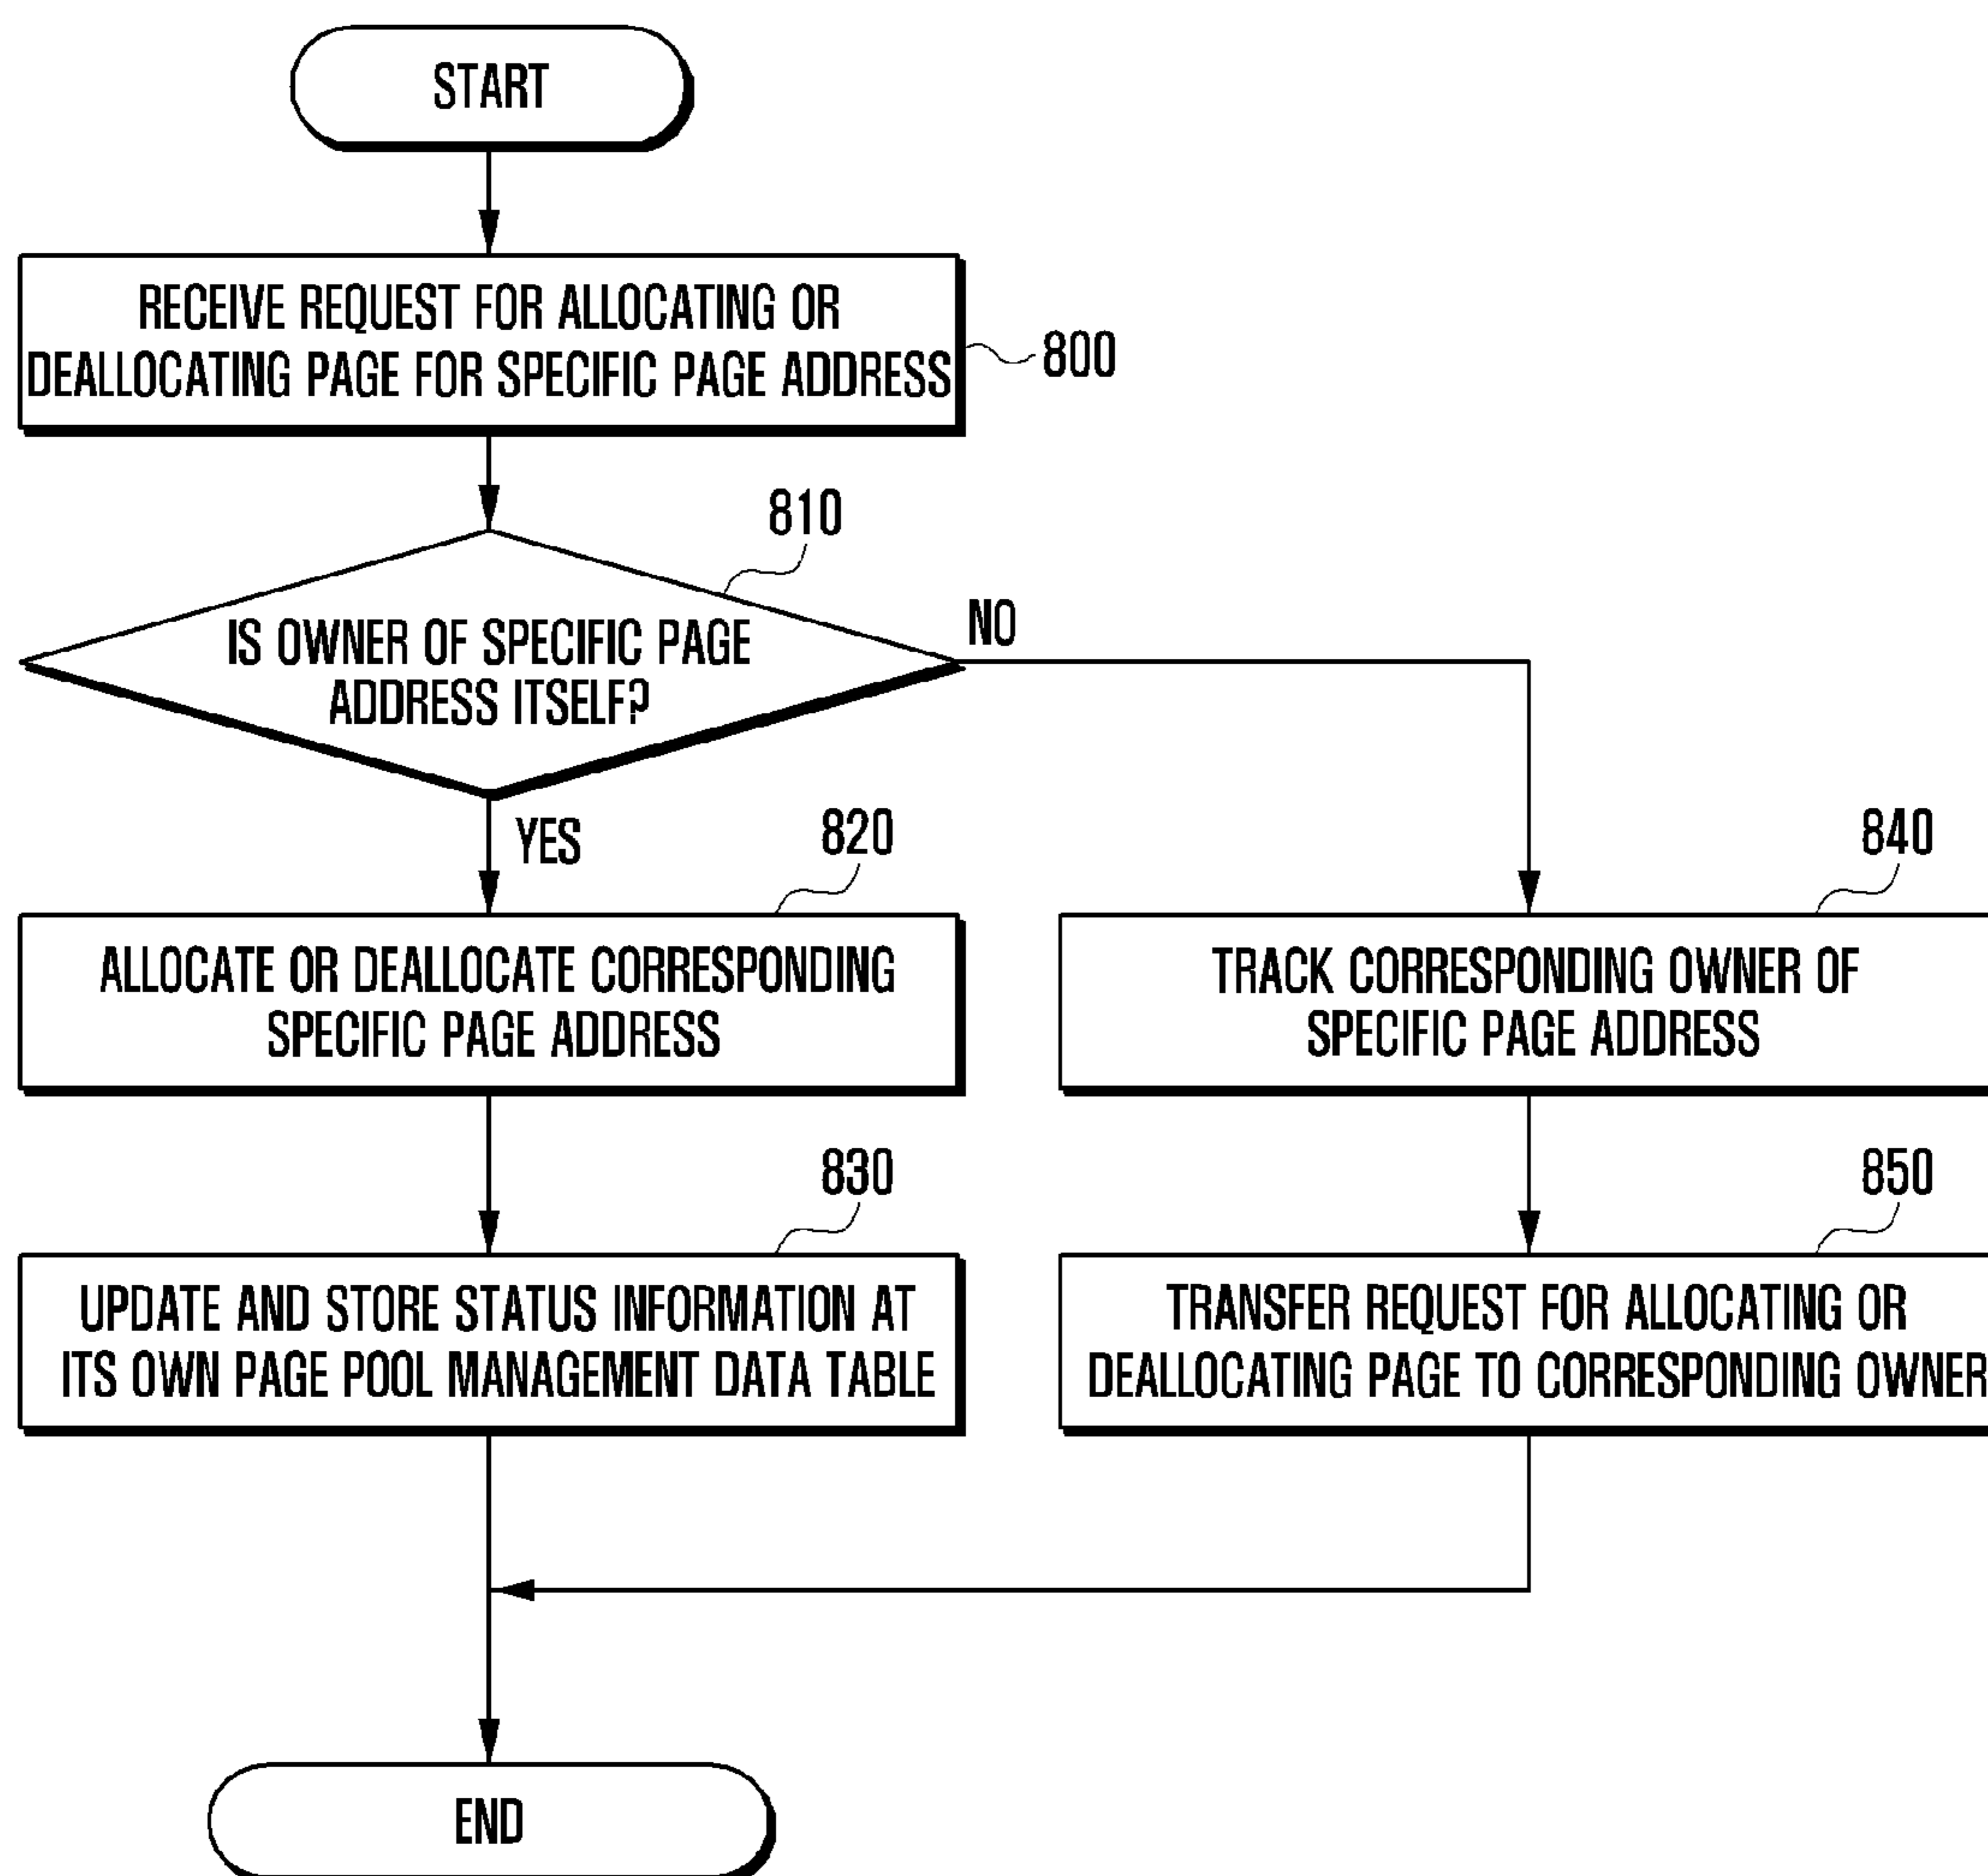 START
RECEIVE REQUEST FOR ALLOCATING OR
DEALLOCATING PAGE FOR SPECIFIC PAGE ADDRESS
800
810
IS OWNER OF SPECIFIC PAGE
ADDRESS ITSELF?
NO
YES
820
ALLOCATE OR DEALLOCATE CORRESPONDING
SPECIFIC PAGE ADDRESS
840
TRACK CORRESPONDING OWNER OF
SPECIFIC PAGE ADDRESS
830
UPDATE AND STORE STATUS INFORMATION AT
ITS OWN PAGE POOL MANAGEMENT DATA TABLE
850
TRANSFER REQUEST FOR ALLOCATING OR
DEALLOCATING PAGE TO CORRESPONDING OWNER
END